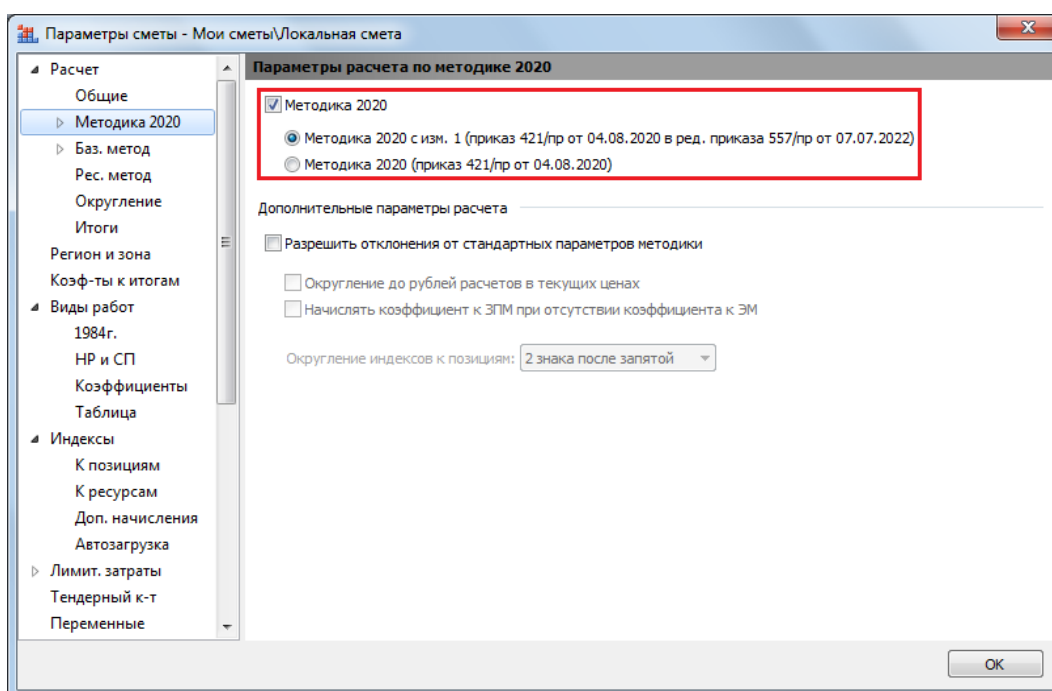 Параметры сметы - Мои сметы\Локальная смета
Расчет
Общие
Методика 2020
Баз. метод
Рес. метод
Округление
Итоги
Регион и зона
Коэф-ты к итогам
Виды работ
1984г.
НР и СП
Коэффициенты
Таблица
Индексы
К позициям
К ресурсам
Доп. начисления
Автозагрузка
Лимит. затраты
Тендерный к-т
Переменные
Параметры расчета по методике 2020
Методика 2020
Методика 2020 с изм. 1 (приказ 421/пр от 04.08.2020 в ред. приказа 557/пр от 07.07.2022)
Методика 2020 (приказ 421/пр от 04.08.2020)
Дополнительные параметры расчета
Разрешить отклонения от стандартных параметров методики
Округление до рублей расчетов в текущих ценах
Начислять коэффициент к ЗПМ при отсутствии коэффициента к ЭМ
Округление индексов к позициям: 2 знака после запятой
ОК